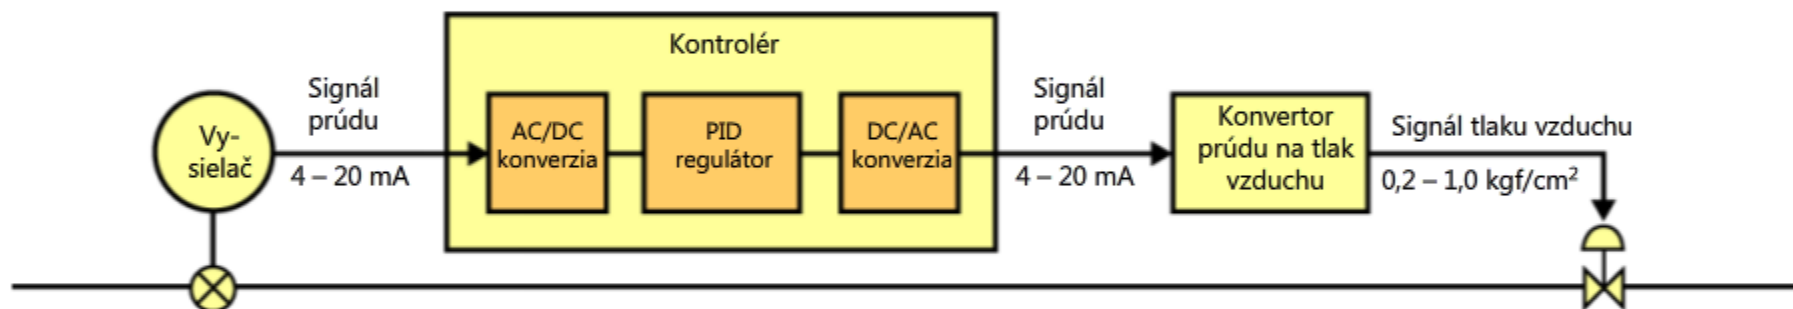 Kontrolér
Vy-
sielač
Signál
prúdu
4 – 20 mA
AC/DC
konverzia
PID
regulátor
DC/AC
konverzia
Signál
prúdu
4 – 20 mA
Konvertor
prúdu na tlak
vzduchu
Signál tlaku vzduchu
0,2 – 1,0 kgf/cm²